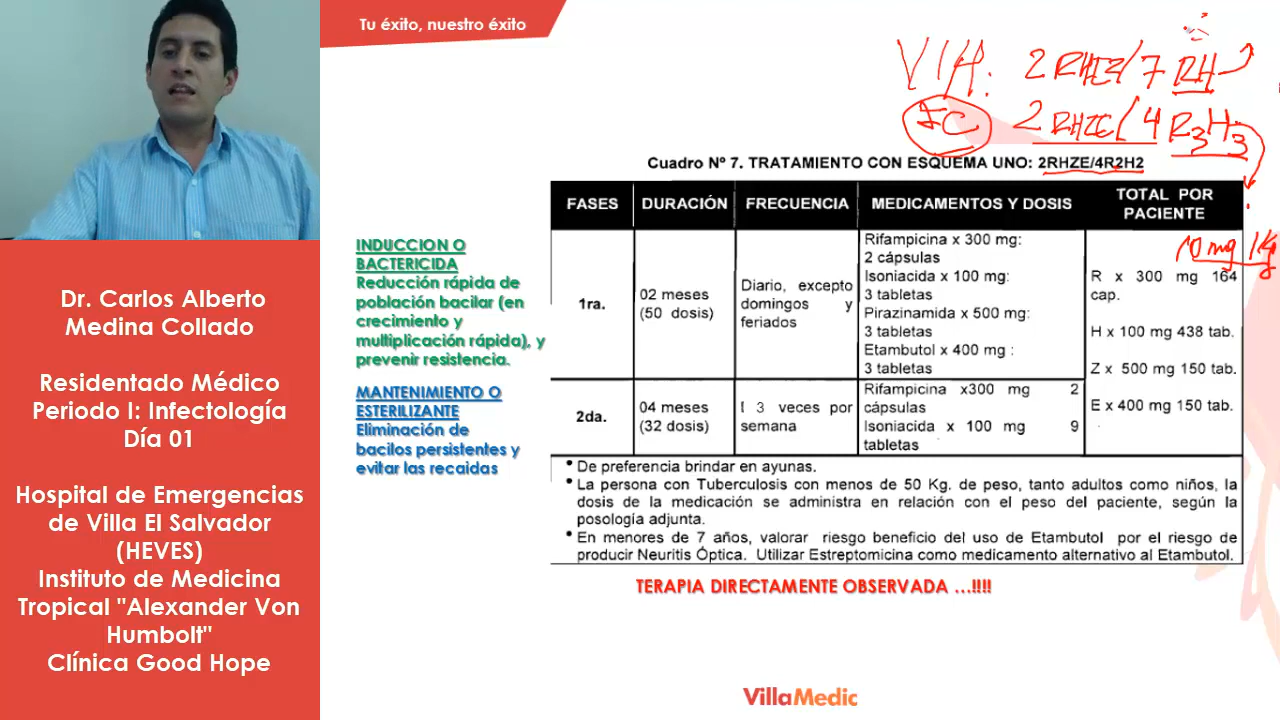 Tu éxito, nuestro éxito
VIH: 2RHEZ/7 RH
IC 2 RHZE/4 R3H3
Cuadro Nº 7. TRATAMIENTO CON ESQUEMA UNO: 2RHZE/4R2H2
FASES DURACIÓN FRECUENCIA MEDICAMENTOS Y DOSIS TOTAL POR PACIENTE
1ra.
02 meses
(50 dosis)
Diario, excepto
domingos y
feriados
Rifampicina x 300 mg:
2 cápsulas
Isoniacida x 100 mg:
3 tabletas
Pirazinamida x 500 mg:
3 tabletas
Etambutol x 400 mg :
3 tabletas
10 mg/Kg
R x 300 mg 164
cap.
H x 100 mg 438 tab.
Z x 500 mg 150 tab.
E x 400 mg 150 tab.
2da.
04 meses
(32 dosis)
3 veces por
semana
Rifampicina x300 mg 2
cápsulas
Isoniacida x 100 mg 9
tabletas
* De preferencia brindar en ayunas.
* La persona con Tuberculosis con menos de 50 Kg. de peso, tanto adultos como niños, la
dosis de la medicación se administra en relación con el peso del paciente, según la
posología adjunta.
* En menores de 7 años, valorar riesgo beneficio del uso de Etambutol por el riesgo de
producir Neuritis Óptica. Utilizar Estreptomicina como medicamento alternativo al Etambutol.
TERAPIA DIRECTAMENTE OBSERVADA ...!!!!
INDUCCION O
BACTERICIDA
Reducción rápida de
población bacilar (en
crecimiento y
multiplicación rápida), y
prevenir resistencia.
MANTENIMIENTO O
ESTERILIZANTE
Eliminación de
bacilos persistentes y
evitar las recaidas
Dr. Carlos Alberto
Medina Collado
Residentado Médico
Periodo I: Infectología
Día 01
Hospital de Emergencias
de Villa El Salvador
(HEVES)
Instituto de Medicina
Tropical "Alexander Von
Humbolt"
Clínica Good Hope
VillaMedic